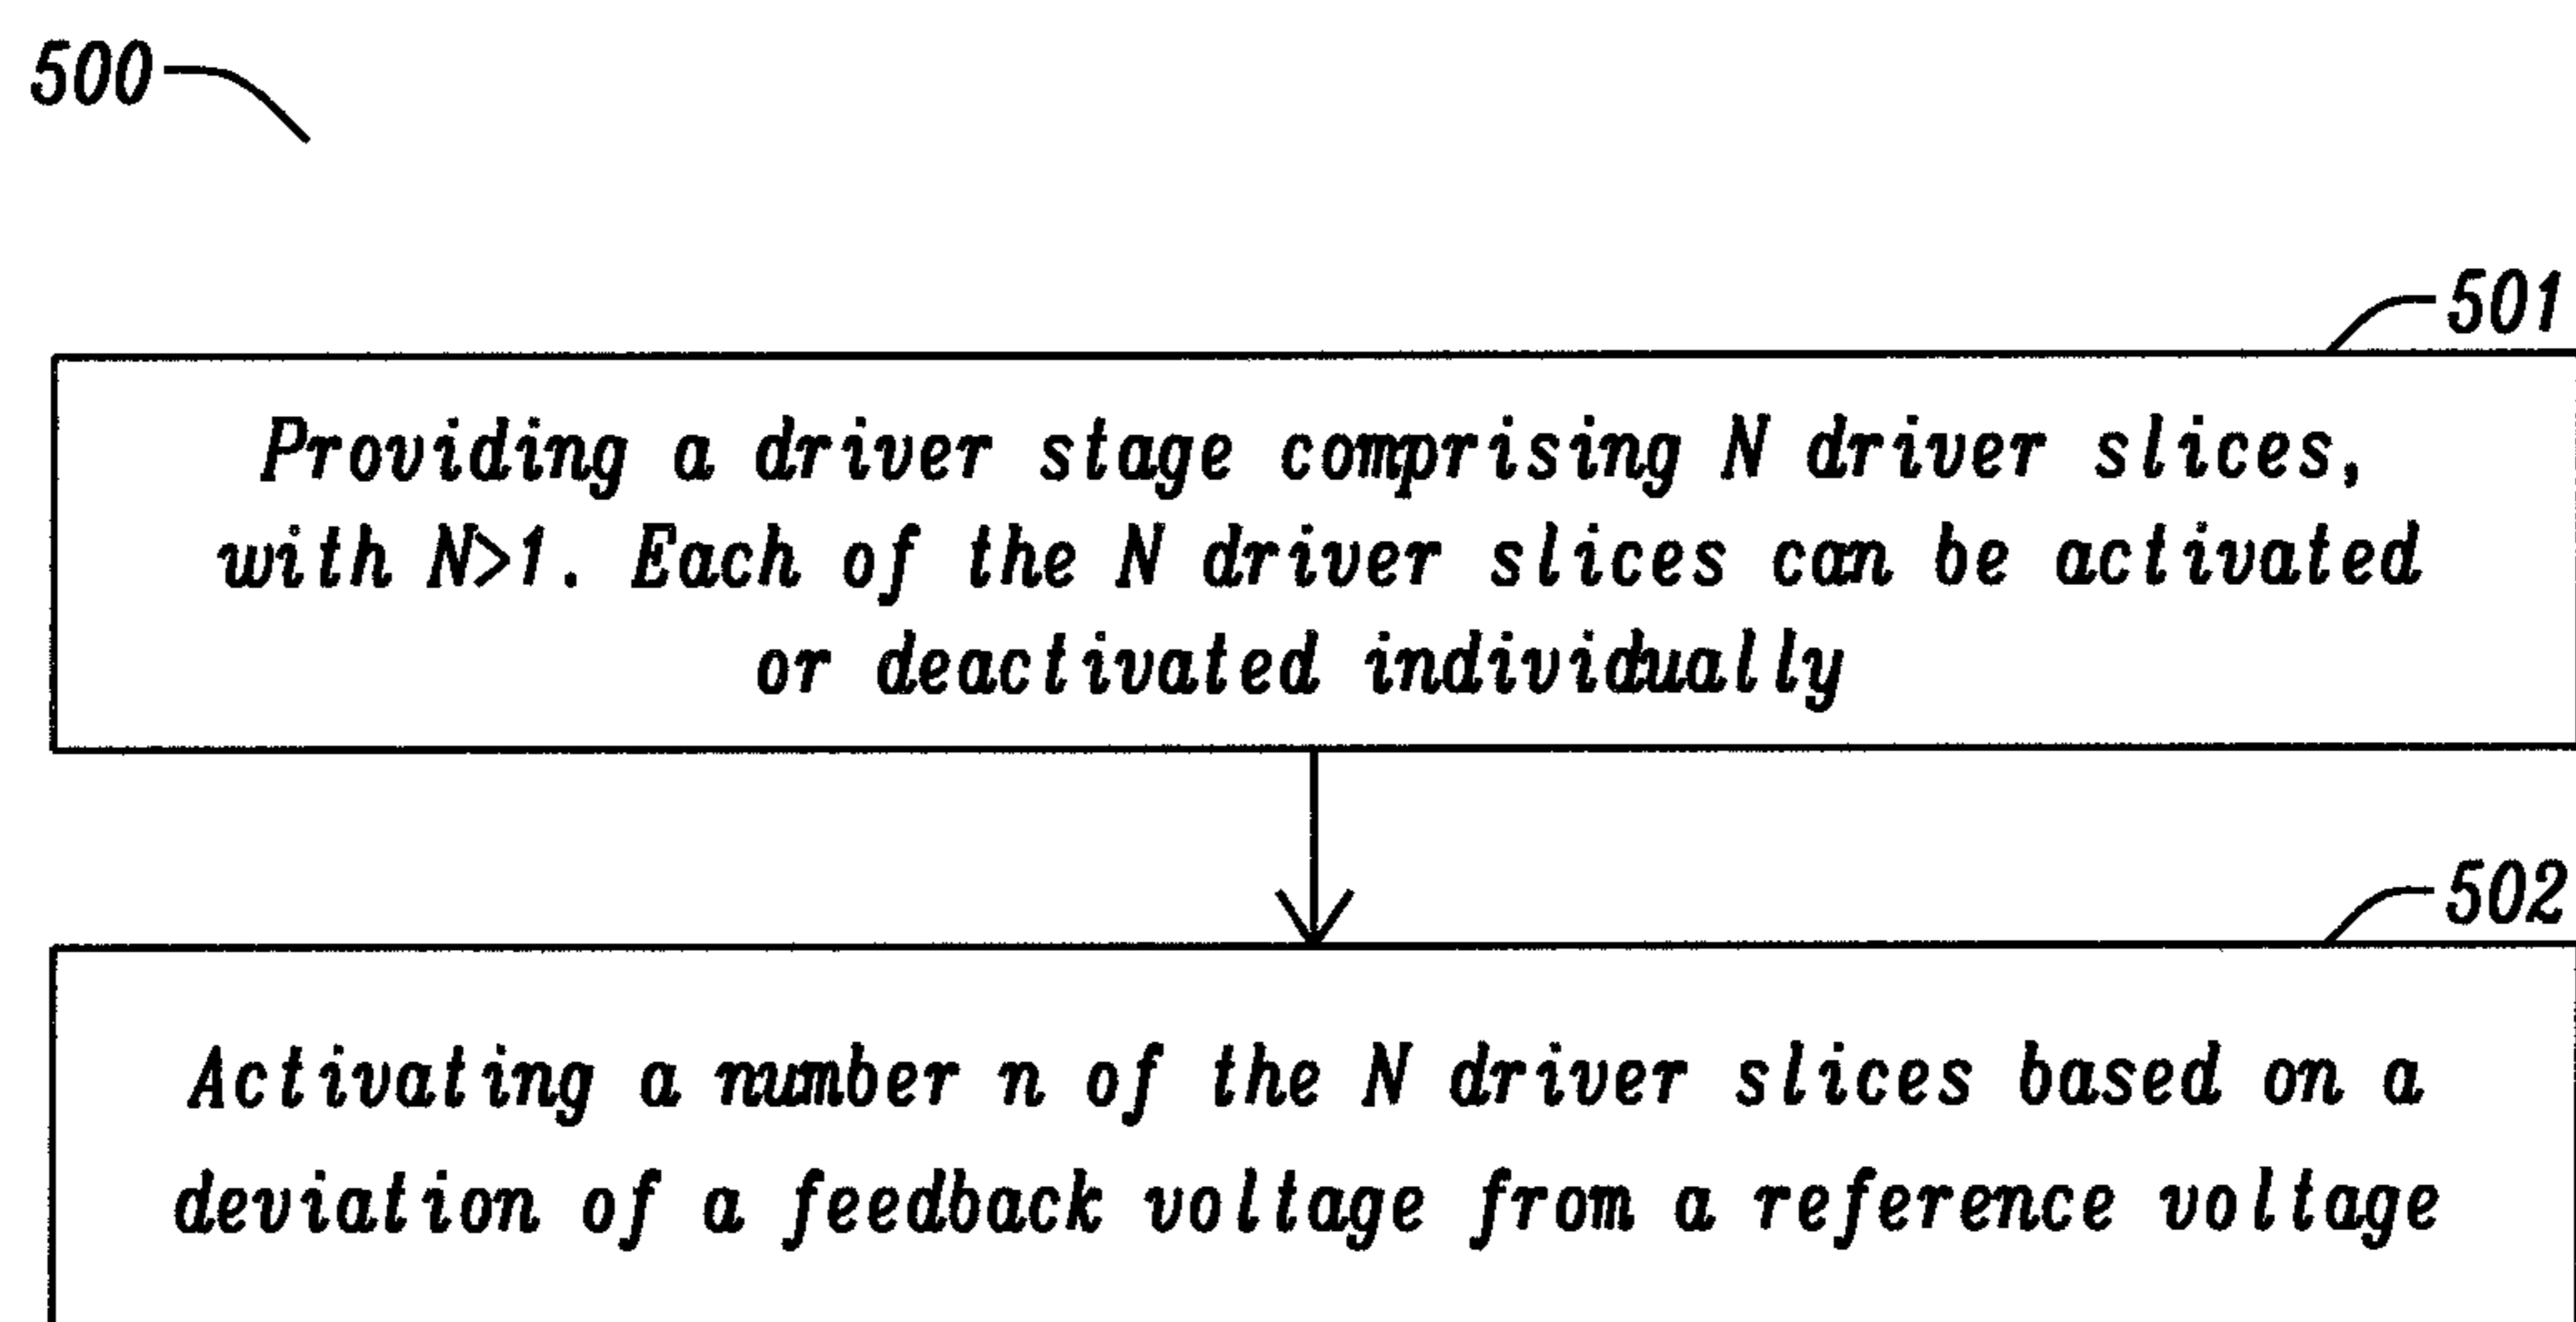 500
501
Providing a driver stage comprising N driver slices,
with N>1. Each of the N driver slices can be activated
or deactivated individually
502
Activating a number n of the N driver slices based on a
deviation of a feedback voltage from a reference voltage